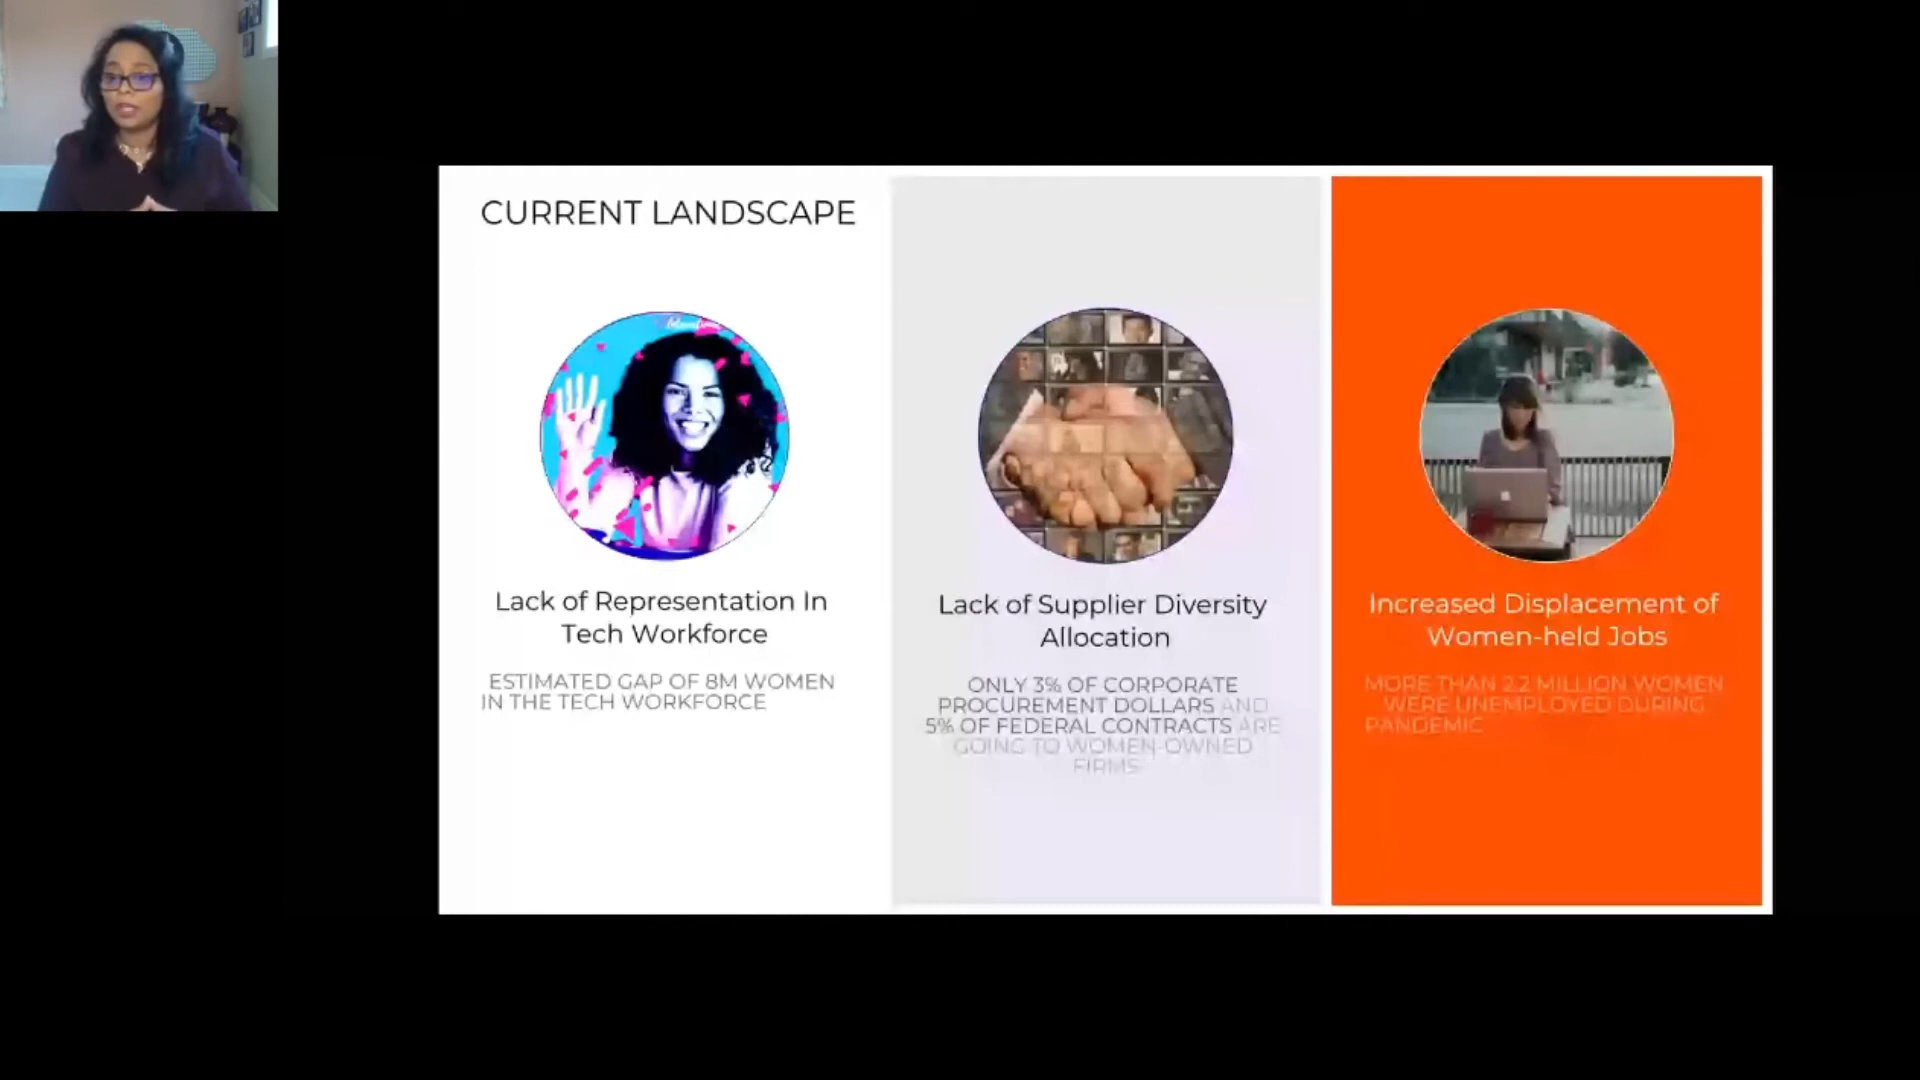 CURRENT LANDSCAPE
Lack of Representation In
Tech Workforce
ESTIMATED GAP OF 8M WOMEN
IN THE TECH WORKFORCE
Lack of Supplier Diversity
Allocation
ONLY 3% OF CORPORATE
PROCUREMENT DOLLARS AND
5% OF FEDERAL CONTRACTS ARE
GOING TO WOMEN-OWNED
FIRMS
Increased Displacement of
Women-held Jobs
MORE THAN 2.2 MILLION WOMEN
WERE UNEMPLOYED DURING
PANDEMIC